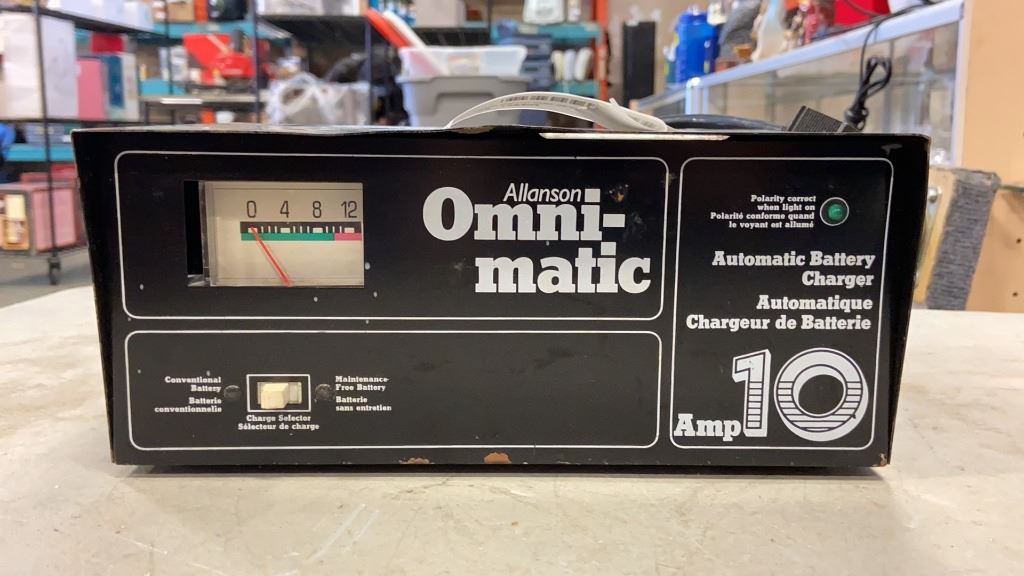 0 4 8 12
Allanson
Omni-
matic
Polarity correct
when light on
Polarité conforme quand
le voyant est allumé
Automatic Battery
Charger
Automatique
Chargeur de Batterie
Amp 10
Conventional
Battery
Batterie
conventionnelle
Maintenance-
Free Battery
Batterie
sans entretien
Charge Selector
Sélecteur de charge